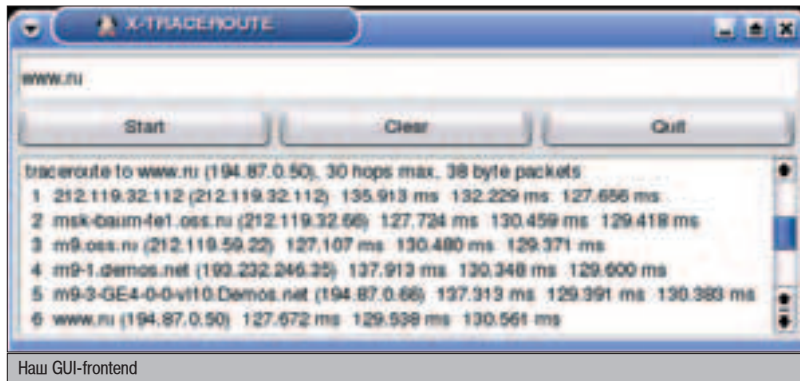 X-TRACEROUTE
www.ru
Start Clear Quit
traceroute to www.ru (194.87.0.50), 30 hops max, 38 byte packets
1 212.119.32.112 (212.119.32.112) 135.913 ms 132.229 ms 127.656 ms
2 msk-baum-fe1.oss.ru (212.119.32.66) 127.724 ms 130.459 ms 129.418 ms
3 m9.oss.ru (212.119.59.22) 127.107 ms 130.480 ms 129.371 ms
4 m9-1.demos.net (193.232.246.35) 137.913 ms 130.348 ms 129.600 ms
5 m9-3-GE4-0-0-vl10.Demos.net (194.87.0.66) 137.313 ms 129.391 ms 130.383 ms
6 www.ru (194.87.0.50) 127.672 ms 129.538 ms 130.561 ms
Наш GUI-frontend